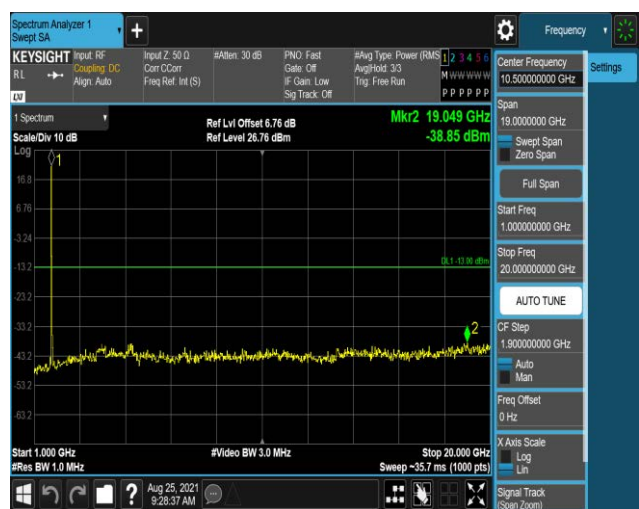 Spectrum Analyzer 1
Swept SA
Frequency
KEYSIGHT
RL
LXI
Input: RF
Coupling: DC
Align: Auto
Input Z: 50 Ω
Corr CCorr
Freq Ref: Int (S)
#Atten: 30 dB
PNO: Fast
Gate: Off
IF Gain: Low
Sig Track: Off
#Avg Type: Power (RMS
Avg|Hold: 3/3
Trig: Free Run
1 2 3 4 5 6
M W W W W W
P P P P P P
1 Spectrum
Scale/Div 10 dB
Log
Ref Lvl Offset 6.76 dB
Ref Level 26.76 dBm
Mkr2 19.049 GHz
-38.85 dBm
1
16.8
6.76
-3.24
-13.2
DL1 -13.00 dBm
-23.2
-33.2
2
-43.2
-53.2
-63.2
Start 1.000 GHz
#Res BW 1.0 MHz
#Video BW 3.0 MHz
Stop 20.000 GHz
Sweep ~35.7 ms (1000 pts)
?
Aug 25, 2021
9:28:37 AM
Center Frequency
10.500000000 GHz
Settings
Span
19.0000000 GHz
Swept Span
Zero Span
Full Span
Start Freq
1.000000000 GHz
Stop Freq
20.000000000 GHz
AUTO TUNE
CF Step
1.900000000 GHz
Auto
Man
Freq Offset
0 Hz
X Axis Scale
Log
Lin
Signal Track
(Span Zoom)